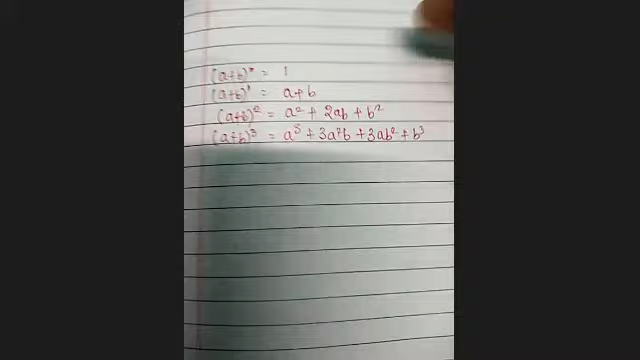 (a+b)⁰ = 1
(a+b)¹ = a+b
(a+b)² = a² + 2ab + b²
(a+b)³ = a³ + 3a²b + 3ab² + b³